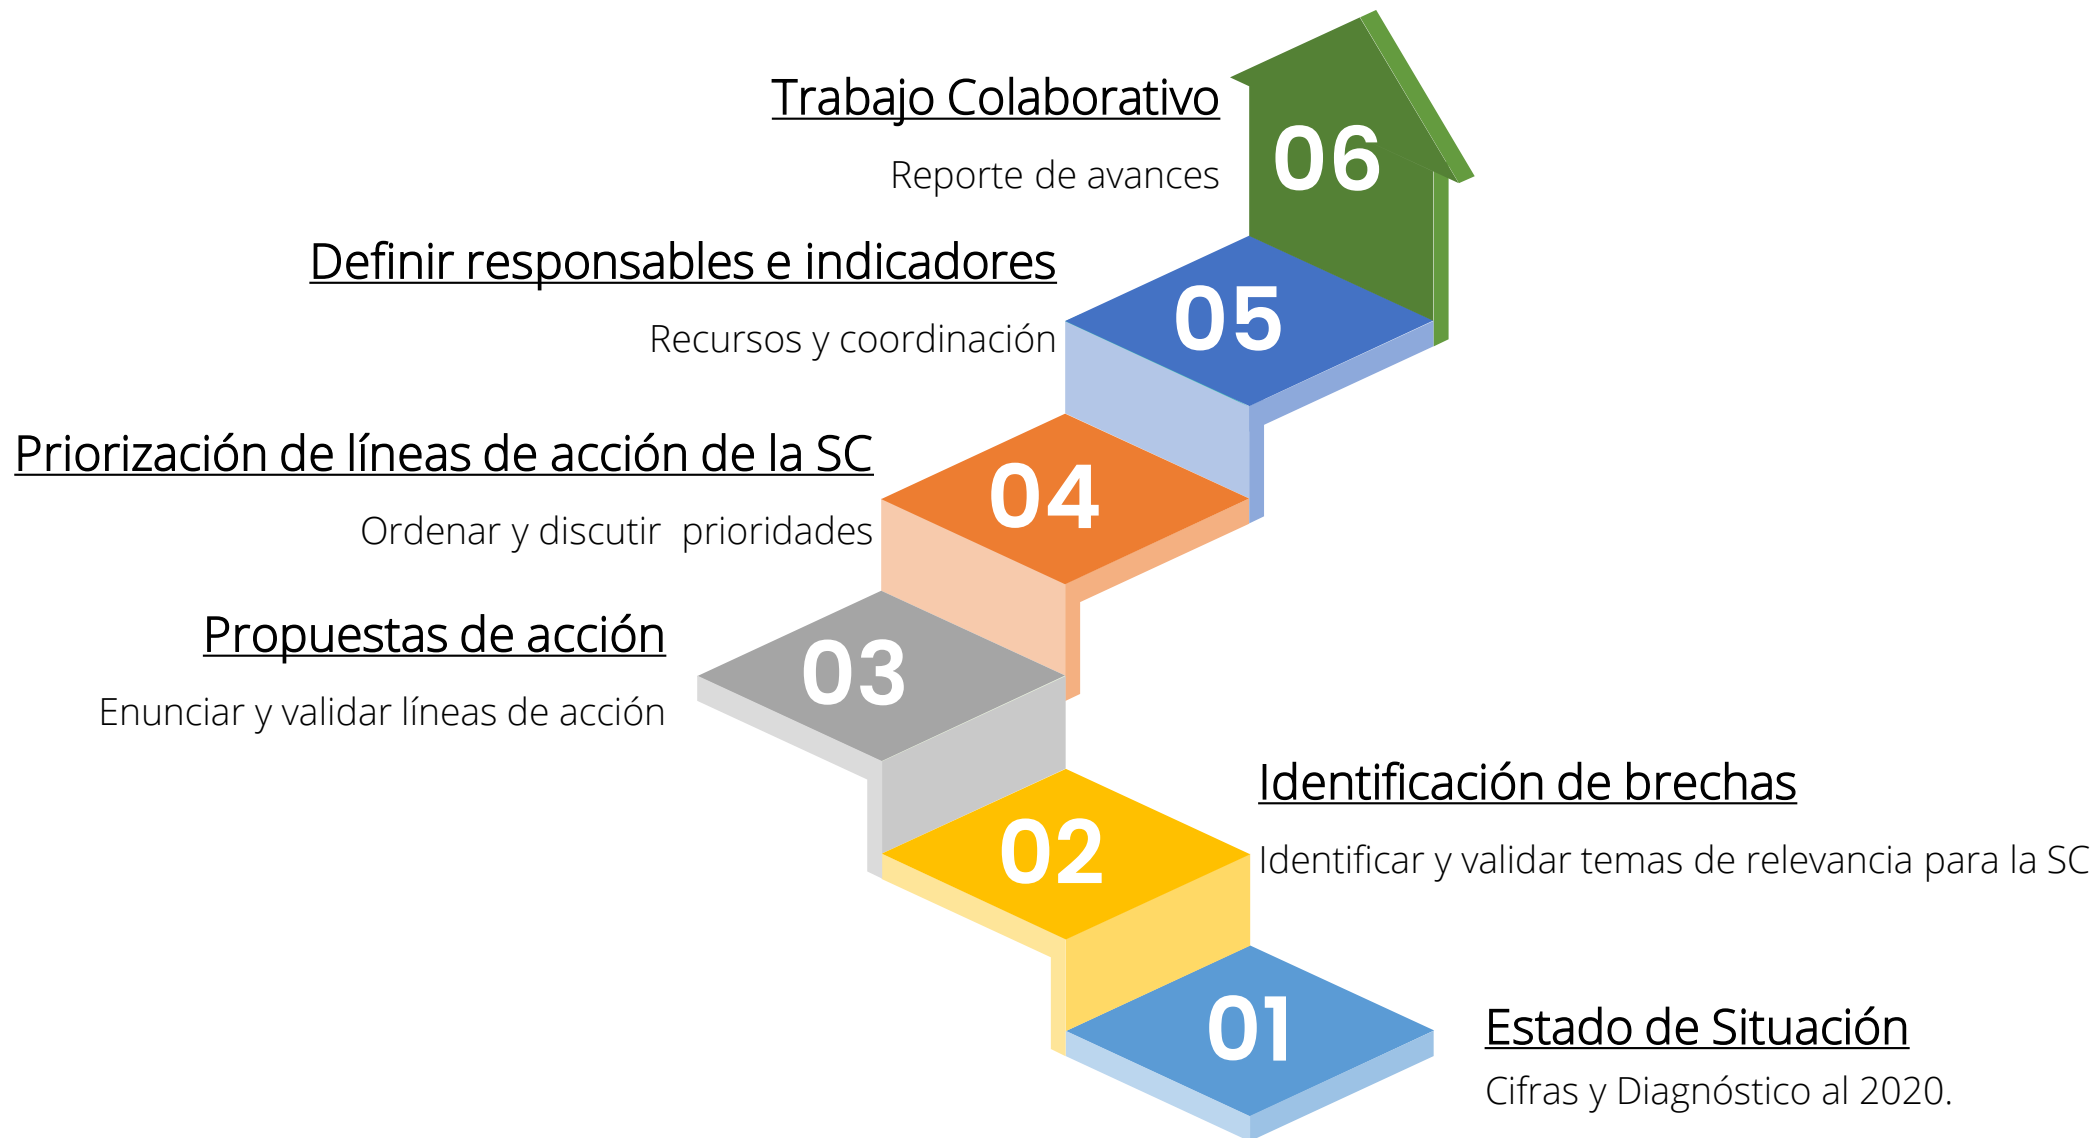 Trabajo Colaborativo
Reporte de avances
06
Definir responsables e indicadores
Recursos y coordinación
05
Priorización de líneas de acción de la SC
Ordenar y discutir  prioridades
04
Propuestas de acción
Enunciar y validar líneas de acción
03
Identificación de brechas
Identificar y validar temas de relevancia para la SC
02
Estado de Situación
Cifras y Diagnóstico al 2020.
01